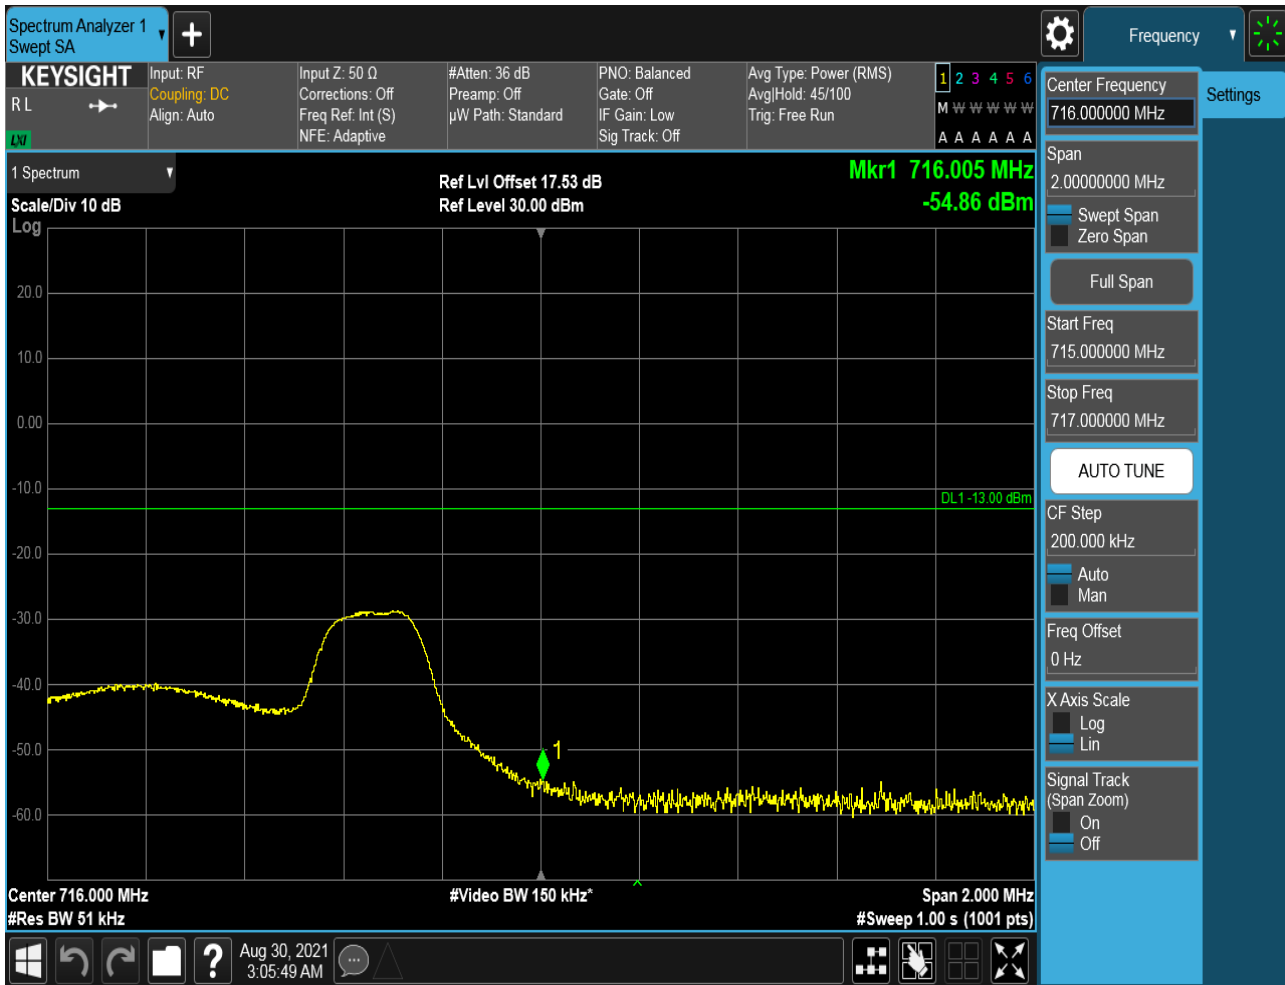 Spectrum Analyzer 1
Swept SA
+
Frequency
KEYSIGHT
R L
LXI
Input: RF
Coupling: DC
Align: Auto
Input Z: 50 Ω
Corrections: Off
Freq Ref: Int (S)
NFE: Adaptive
#Atten: 36 dB
Preamp: Off
µW Path: Standard
PNO: Balanced
Gate: Off
IF Gain: Low
Sig Track: Off
Avg Type: Power (RMS)
Avg|Hold: 45/100
Trig: Free Run
1 2 3 4 5 6
M W W W W W
A A A A A A
1 Spectrum
Scale/Div 10 dB
Log
Ref Lvl Offset 17.53 dB
Ref Level 30.00 dBm
Mkr1 716.005 MHz
-54.86 dBm
20.0
10.0
0.00
-10.0
DL1 -13.00 dBm
-20.0
-30.0
-40.0
-50.0
1
-60.0
Center 716.000 MHz
#Res BW 51 kHz
#Video BW 150 kHz*
Span 2.000 MHz
#Sweep 1.00 s (1001 pts)
Center Frequency
716.000000 MHz
Settings
Span
2.00000000 MHz
Swept Span
Zero Span
Full Span
Start Freq
715.000000 MHz
Stop Freq
717.000000 MHz
AUTO TUNE
CF Step
200.000 kHz
Auto
Man
Freq Offset
0 Hz
X Axis Scale
Log
Lin
Signal Track
(Span Zoom)
On
Off
?
Aug 30, 2021
3:05:49 AM